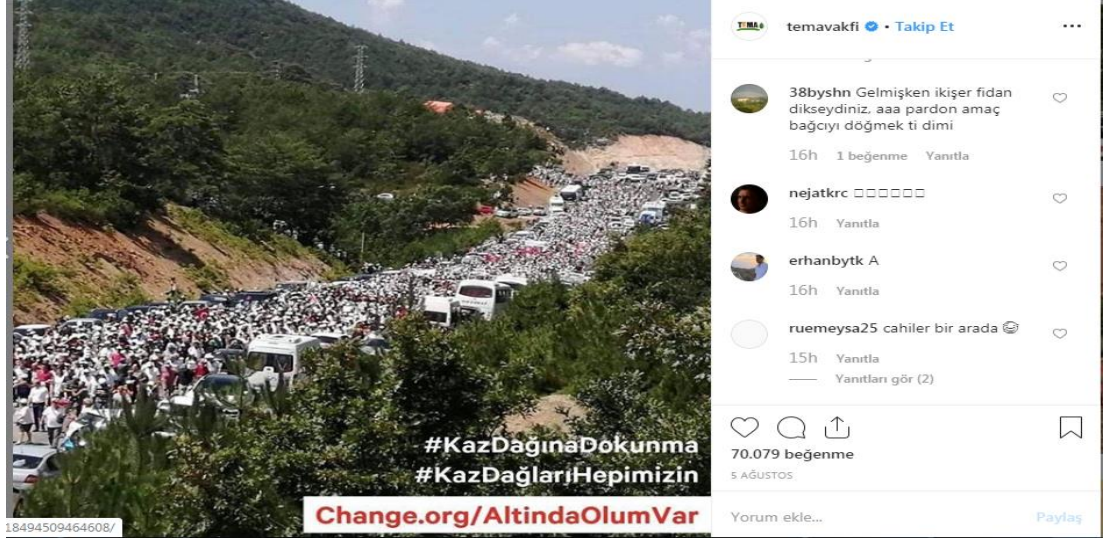 #KazDağınaDokunma
#KazDağlarıHepimizin
Change.org/AltindaOlumVar
18494509464608/
TEMA
temavakfi • Takip Et
38byshn Gelmişken ikişer fidan
dikseydiniz, aaa pardon amaç
bağcıyı döğmek ti dimi
16h 1 beğenme Yanıtla
nejatkrc □□□□□□
16h Yanıtla
erhanbytk A
16h Yanıtla
ruemeysa25 cahiler bir arada 😂
15h Yanıtla
Yanıtları gör (2)
70.079 beğenme
5 AĞUSTOS
Yorum ekle...
Paylaş